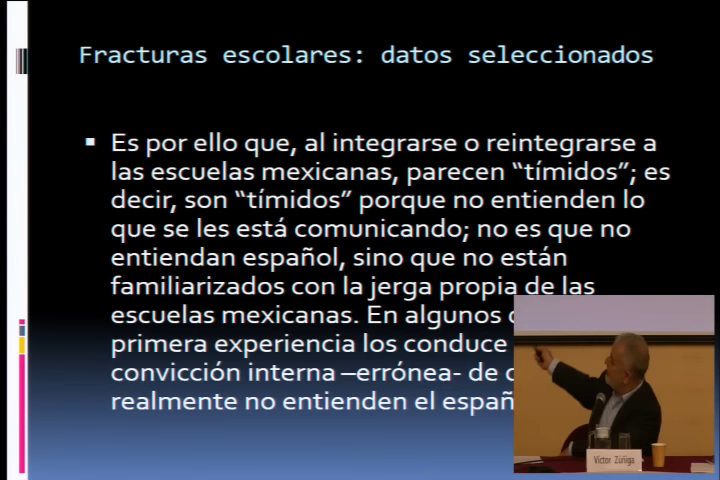 Fracturas escolares: datos seleccionados
▪ Es por ello que, al integrarse o reintegrarse a
las escuelas mexicanas, parecen “tímidos”; es
decir, son “tímidos” porque no entienden lo
que se les está comunicando; no es que no
entiendan español, sino que no están
familiarizados con la jerga propia de las
escuelas mexicanas. En algunos
primera experiencia los conduce
convicción interna –errónea- de
realmente no entienden el
Víctor Zúñiga